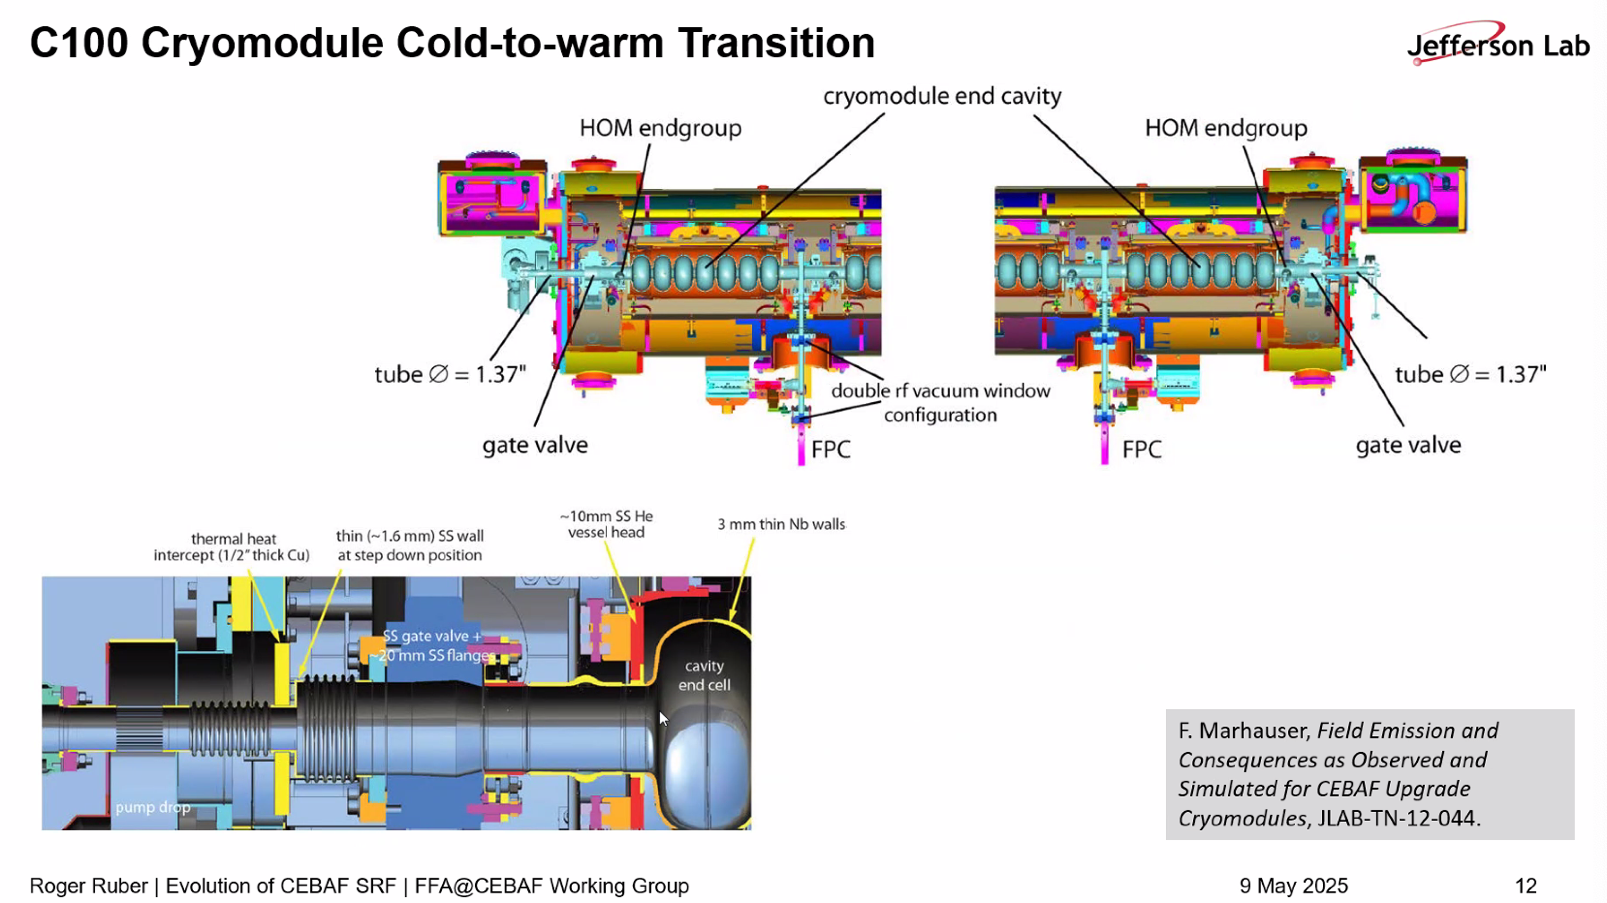 C100 Cryomodule Cold-to-warm Transition
Jefferson Lab
cryomodule end cavity
HOM endgroup
HOM endgroup
tube ∅ = 1.37"
tube ∅ = 1.37"
double rf vacuum window
configuration
gate valve
FPC
FPC
gate valve
thermal heat
intercept (1/2" thick Cu)
thin (~1.6 mm) SS wall
at step down position
~10mm SS He
vessel head
3 mm thin Nb walls
SS gate valve +
~20 mm SS flanges
cavity
end cell
pump drop
F. Marhauser, Field Emission and
Consequences as Observed and
Simulated for CEBAF Upgrade
Cryomodules, JLAB-TN-12-044.
Roger Ruber | Evolution of CEBAF SRF | FFA@CEBAF Working Group
9 May 2025
12